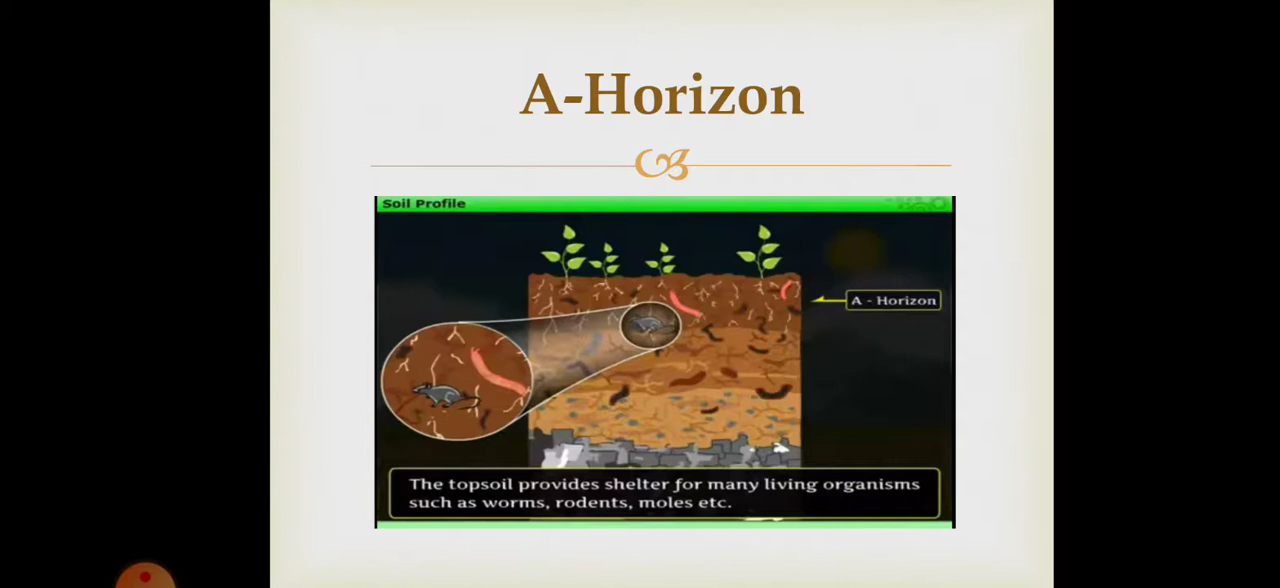 A-Horizon
Soil Profile
A - Horizon
The topsoil provides shelter for many living organisms
such as worms, rodents, moles etc.